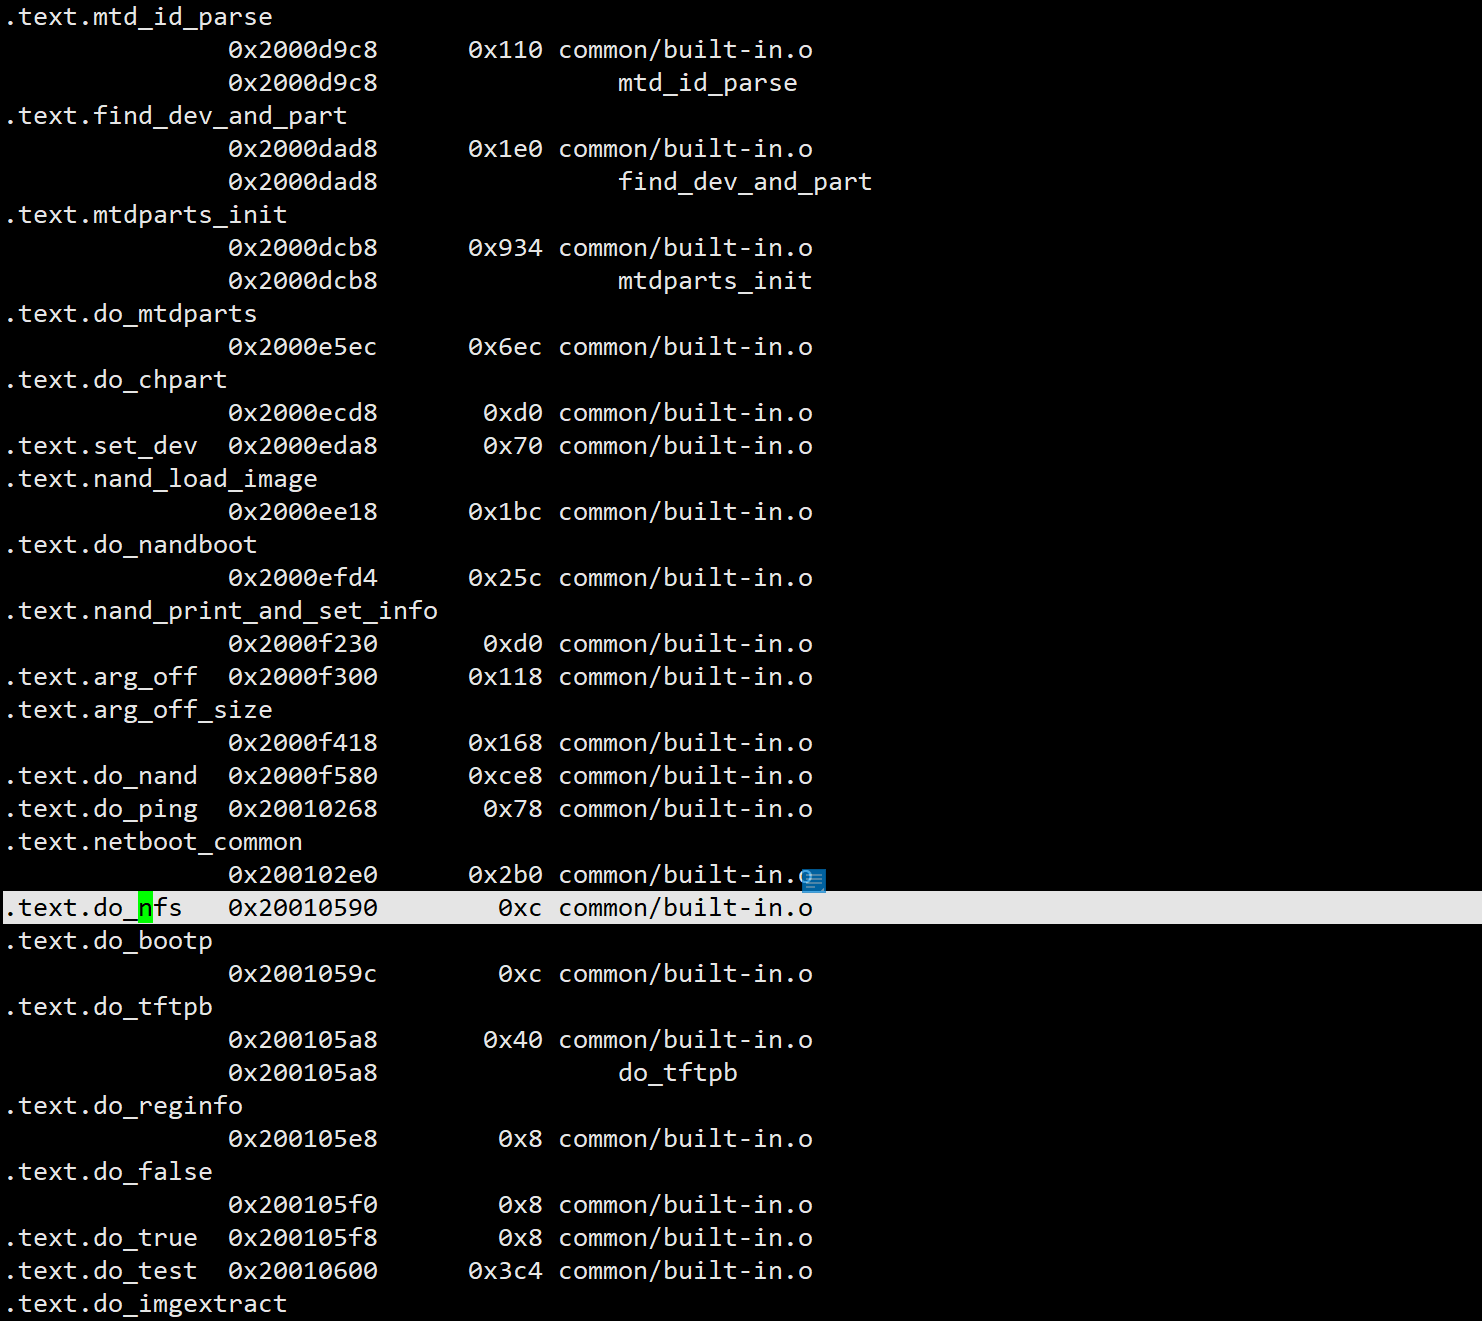 .text.mtd_id_parse
0x2000d9c8 0x110 common/built-in.o
0x2000d9c8 mtd_id_parse
.text.find_dev_and_part
0x2000dad8 0x1e0 common/built-in.o
0x2000dad8 find_dev_and_part
.text.mtdparts_init
0x2000dcb8 0x934 common/built-in.o
0x2000dcb8 mtdparts_init
.text.do_mtdparts
0x2000e5ec 0x6ec common/built-in.o
.text.do_chpart
0x2000ecd8 0xd0 common/built-in.o
.text.set_dev 0x2000eda8 0x70 common/built-in.o
.text.nand_load_image
0x2000ee18 0x1bc common/built-in.o
.text.do_nandboot
0x2000efd4 0x25c common/built-in.o
.text.nand_print_and_set_info
0x2000f230 0xd0 common/built-in.o
.text.arg_off 0x2000f300 0x118 common/built-in.o
.text.arg_off_size
0x2000f418 0x168 common/built-in.o
.text.do_nand 0x2000f580 0xce8 common/built-in.o
.text.do_ping 0x20010268 0x78 common/built-in.o
.text.netboot_common
0x200102e0 0x2b0 common/built-in.o
.text.do_nfs 0x20010590 0xc common/built-in.o
.text.do_bootp
0x2001059c 0xc common/built-in.o
.text.do_tftpb
0x200105a8 0x40 common/built-in.o
0x200105a8 do_tftpb
.text.do_reginfo
0x200105e8 0x8 common/built-in.o
.text.do_false
0x200105f0 0x8 common/built-in.o
.text.do_true 0x200105f8 0x8 common/built-in.o
.text.do_test 0x20010600 0x3c4 common/built-in.o
.text.do_imgextract